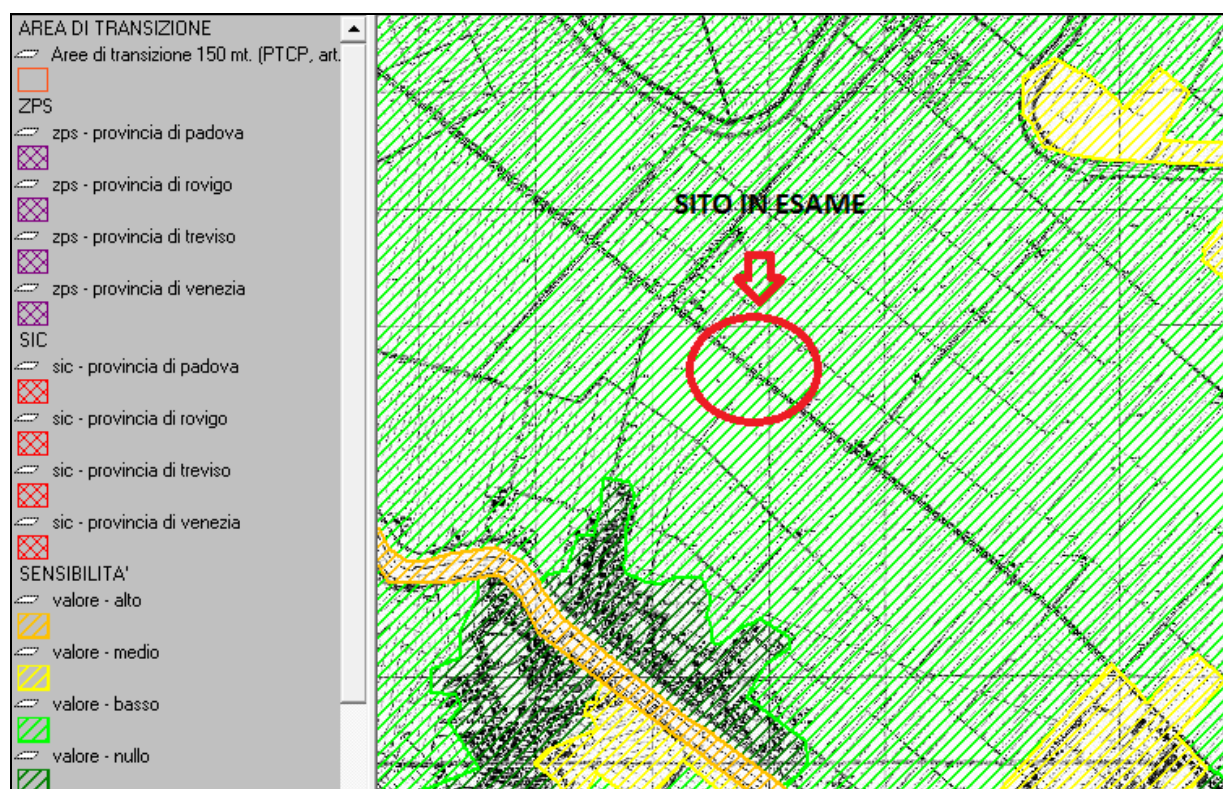 AREA DI TRANSIZIONE
Aree di transizione 150 mt. (PTCP, art.
ZPS
zps - provincia di padova
zps - provincia di rovigo
zps - provincia di treviso
zps - provincia di venezia
SIC
sic - provincia di padova
sic - provincia di rovigo
sic - provincia di treviso
sic - provincia di venezia
SENSIBILITA'
valore - alto
valore - medio
valore - basso
valore - nullo
SITO IN ESAME